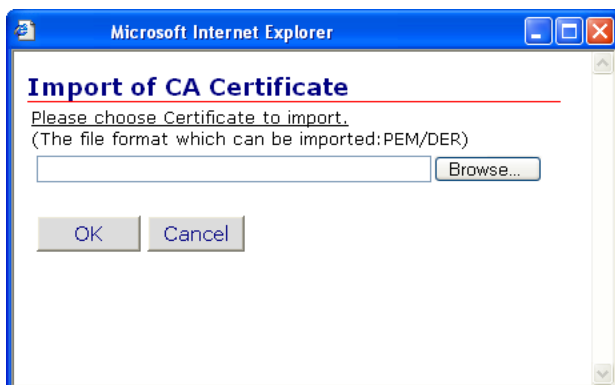 Microsoft Internet Explorer
Import of CA Certificate
Please choose Certificate to import.
(The file format which can be imported:PEM/DER)
Browse...
OK Cancel